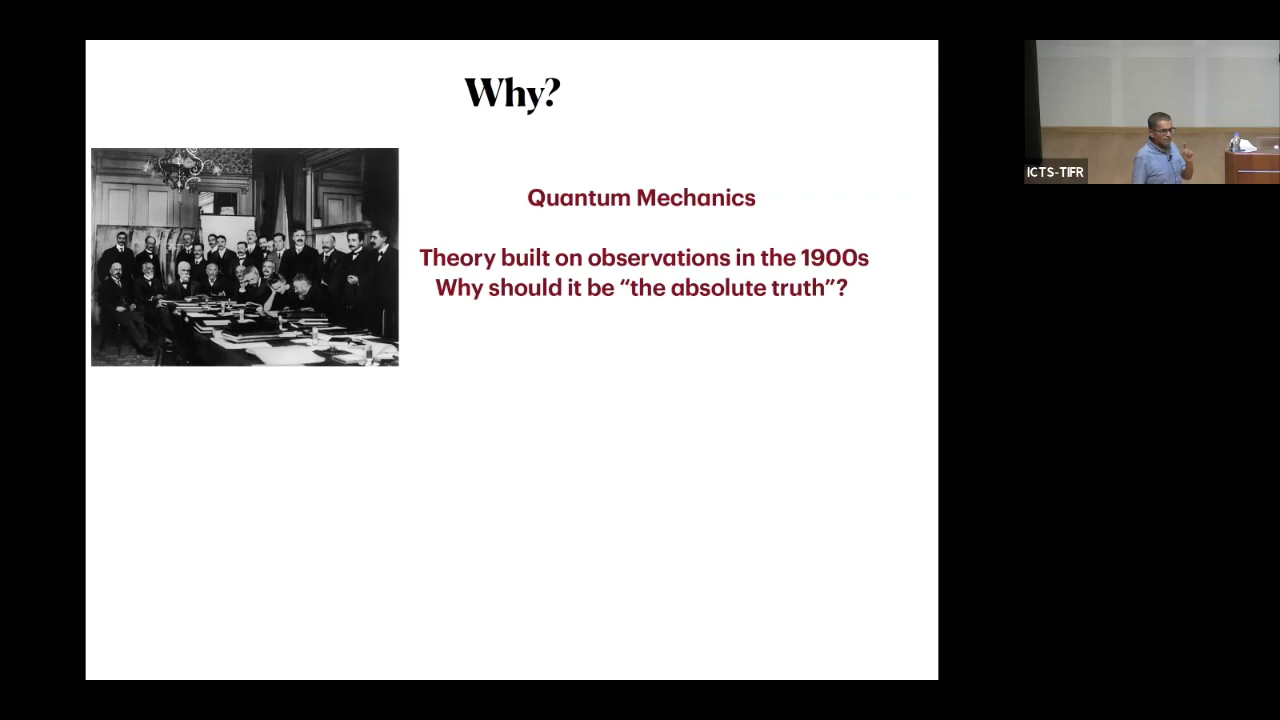 Why?
Quantum Mechanics
Theory built on observations in the 1900s
Why should it be “the absolute truth”?
ICTS-TIFR